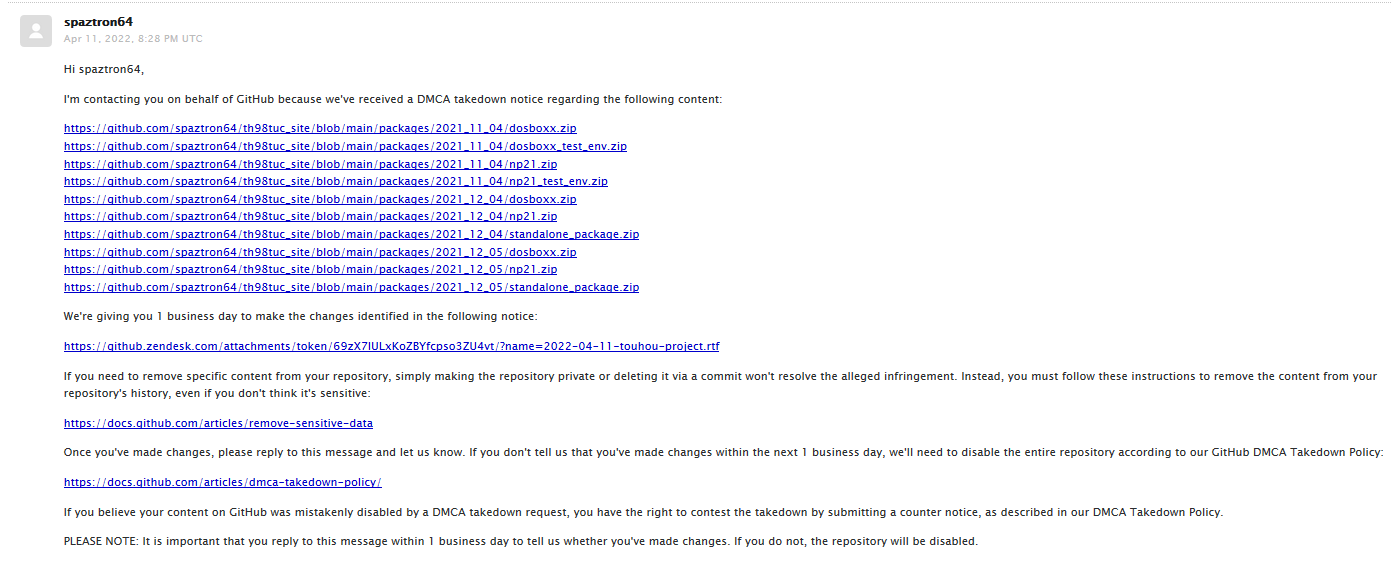 spaztron64
Apr 11, 2022, 8:28 PM UTC
Hi spaztron64,
I'm contacting you on behalf of GitHub because we've received a DMCA takedown notice regarding the following content:
https://github.com/spaztron64/th98tuc_site/blob/main/packages/2021_11_04/dosboxx.zip
https://github.com/spaztron64/th98tuc_site/blob/main/packages/2021_11_04/dosboxx_test_env.zip
https://github.com/spaztron64/th98tuc_site/blob/main/packages/2021_11_04/np21.zip
https://github.com/spaztron64/th98tuc_site/blob/main/packages/2021_11_04/np21_test_env.zip
https://github.com/spaztron64/th98tuc_site/blob/main/packages/2021_12_04/dosboxx.zip
https://github.com/spaztron64/th98tuc_site/blob/main/packages/2021_12_04/np21.zip
https://github.com/spaztron64/th98tuc_site/blob/main/packages/2021_12_04/standalone_package.zip
https://github.com/spaztron64/th98tuc_site/blob/main/packages/2021_12_05/dosboxx.zip
https://github.com/spaztron64/th98tuc_site/blob/main/packages/2021_12_05/np21.zip
https://github.com/spaztron64/th98tuc_site/blob/main/packages/2021_12_05/standalone_package.zip
We're giving you 1 business day to make the changes identified in the following notice:
https://github.zendesk.com/attachments/token/69zX7IULxKoZBYfcpso3ZU4vt/?name=2022-04-11-touhou-project.rtf
If you need to remove specific content from your repository, simply making the repository private or deleting it via a commit won't resolve the alleged infringement. Instead, you must follow these instructions to remove the content from your
repository's history, even if you don't think it's sensitive:
https://docs.github.com/articles/remove-sensitive-data
Once you've made changes, please reply to this message and let us know. If you don't tell us that you've made changes within the next 1 business day, we'll need to disable the entire repository according to our GitHub DMCA Takedown Policy:
https://docs.github.com/articles/dmca-takedown-policy/
If you believe your content on GitHub was mistakenly disabled by a DMCA takedown request, you have the right to contest the takedown by submitting a counter notice, as described in our DMCA Takedown Policy.
PLEASE NOTE: It is important that you reply to this message within 1 business day to tell us whether you've made changes. If you do not, the repository will be disabled.